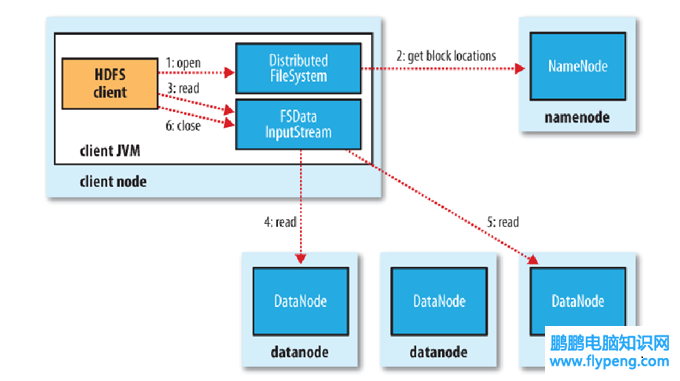 HDFS
client
1: open
3: read
6: close
Distributed
FileSystem
FSData
InputStream
client JVM
client node
2: get block locations
NameNode
namenode
4: read
5: read
DataNode
datanode
DataNode
datanode
DataNode
鹏鹏电脑知识网
www.flypeng.com